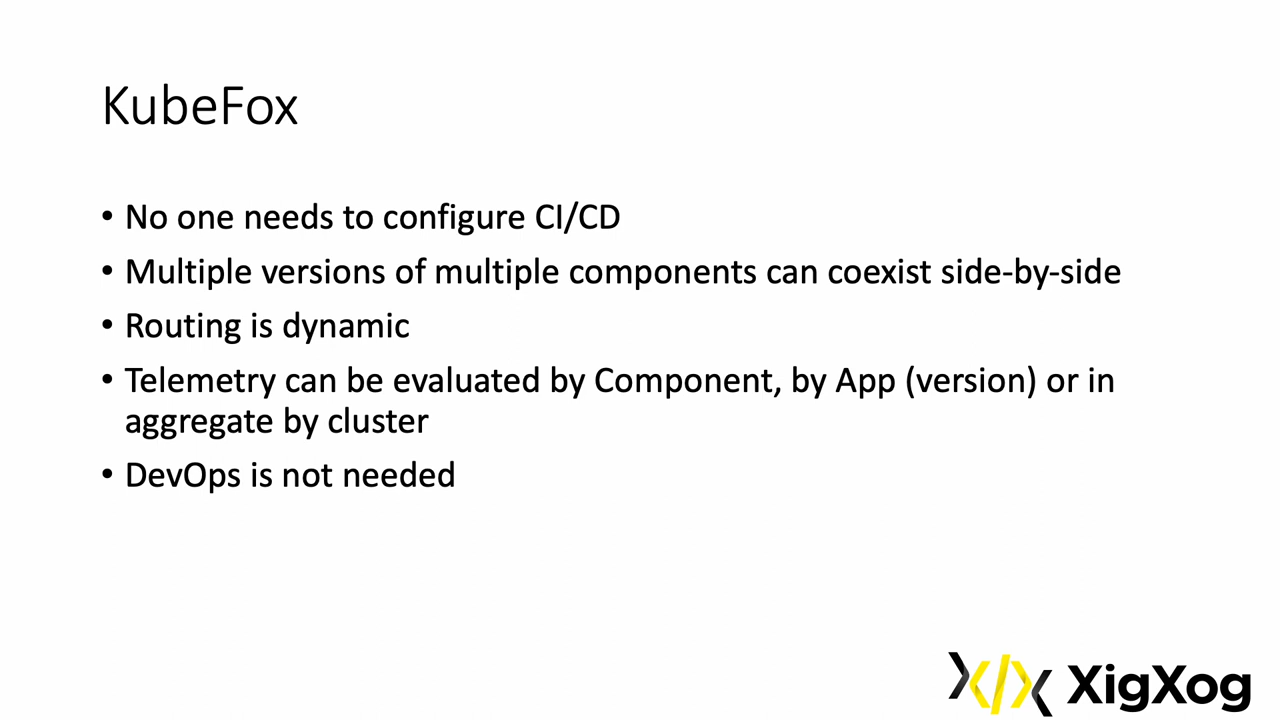 KubeFox
• No one needs to configure CI/CD
• Multiple versions of multiple components can coexist side-by-side
• Routing is dynamic
• Telemetry can be evaluated by Component, by App (version) or in
aggregate by cluster
• DevOps is not needed
XigXog